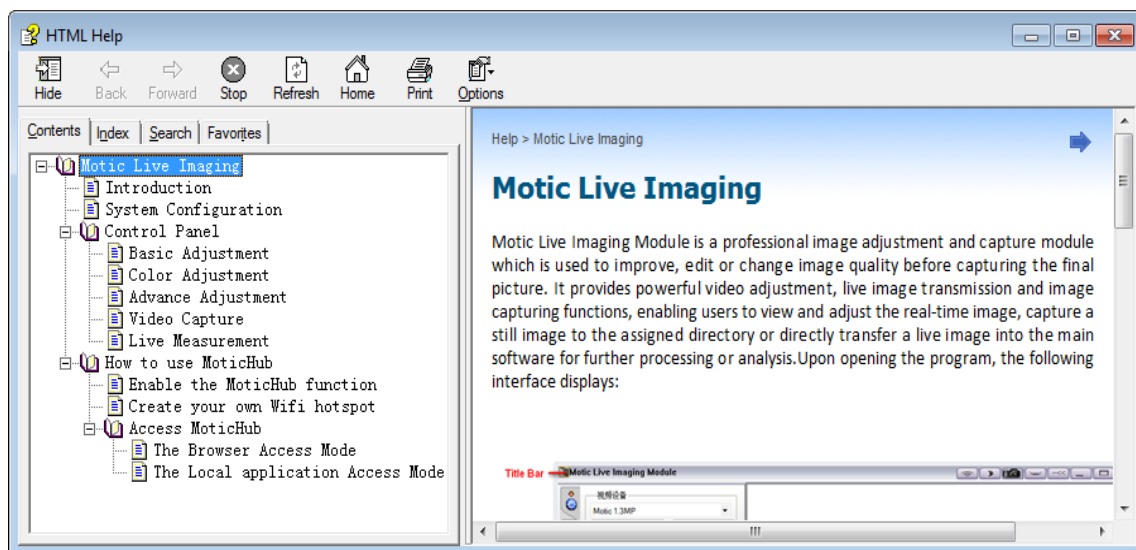 HTML Help
Hide Back Forward Stop Refresh Home Print Options
Contents Index Search Favorites
Motic Live Imaging
Introduction
System Configuration
Control Panel
Basic Adjustment
Color Adjustment
Advance Adjustment
Video Capture
Live Measurement
How to use MoticHub
Enable the MoticHub function
Create your own Wifi hotspot
Access MoticHub
The Browser Access Mode
The Local application Access Mode
Help > Motic Live Imaging
Motic Live Imaging
Motic Live Imaging Module is a professional image adjustment and capture module
which is used to improve, edit or change image quality before capturing the final
picture. It provides powerful video adjustment, live image transmission and image
capturing functions, enabling users to view and adjust the real-time image, capture a
still image to the assigned directory or directly transfer a live image into the main
software for further processing or analysis.Upon opening the program, the following
interface displays:
Title Bar
Motic Live Imaging Module
视频设备
Motic 1.3MP